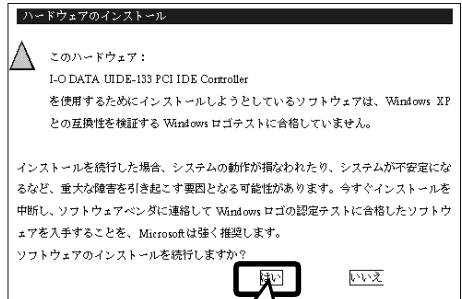 ハードウェアのインストール
このハードウェア：
I-O DATA UIDE-133 PCI IDE Controller
を使用するためにインストールしようとしているソフトウェアは、Windows XP
との互換性を検証する Windows ロゴテストに合格していません。
インストールを続行した場合、システムの動作が損なわれたり、システムが不安定にな
るなど、重大な障害を引き起こす要因となる可能性があります。今すぐインストールを
中断し、ソフトウェアベンダに連絡して Windows ロゴの認定テストに合格したソフトウ
ェアを入手することを、Microsoftは強く推奨します。
ソフトウェアのインストールを続行しますか？
はい いいえ